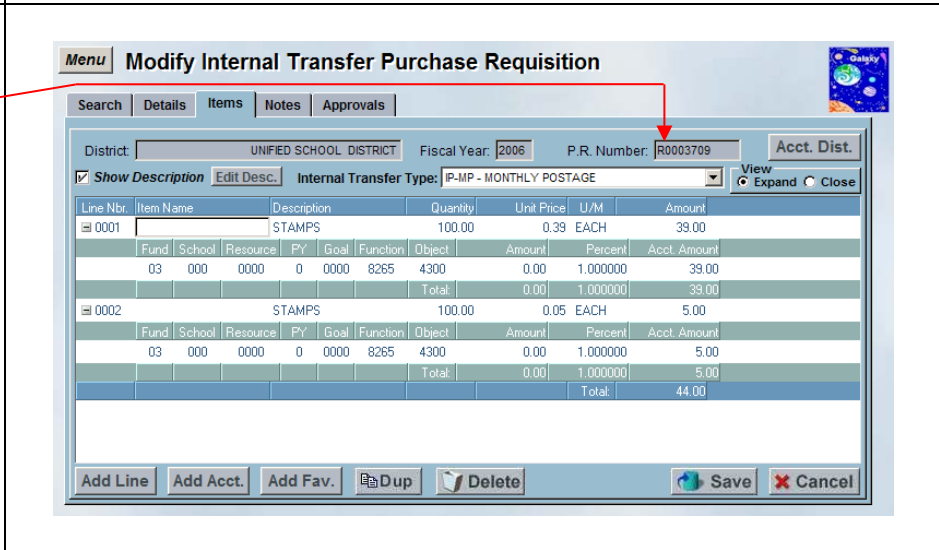 Menu Modify Internal Transfer Purchase Requisition
Galaxy
Search Details Items Notes Approvals
District: UNIFIED SCHOOL DISTRICT Fiscal Year: 2006 P.R. Number: R0003709 Acct. Dist.
Show Description Edit Desc. Internal Transfer Type: IP-MP - MONTHLY POSTAGE View Expand Close
Line Nbr. Item Name Description Quantity Unit Price U/M Amount
0001 STAMPS 100.00 0.39 EACH 39.00
Fund School Resource PY Goal Function Object Amount Percent Acct. Amount
03 000 0000 0 0000 8265 4300 0.00 1.000000 39.00
Total: 0.00 1.000000 39.00
0002 STAMPS 100.00 0.05 EACH 5.00
Fund School Resource PY Goal Function Object Amount Percent Acct. Amount
03 000 0000 0 0000 8265 4300 0.00 1.000000 5.00
Total: 0.00 1.000000 5.00
Total: 44.00
Add Line Add Acct. Add Fav. Dup Delete Save Cancel